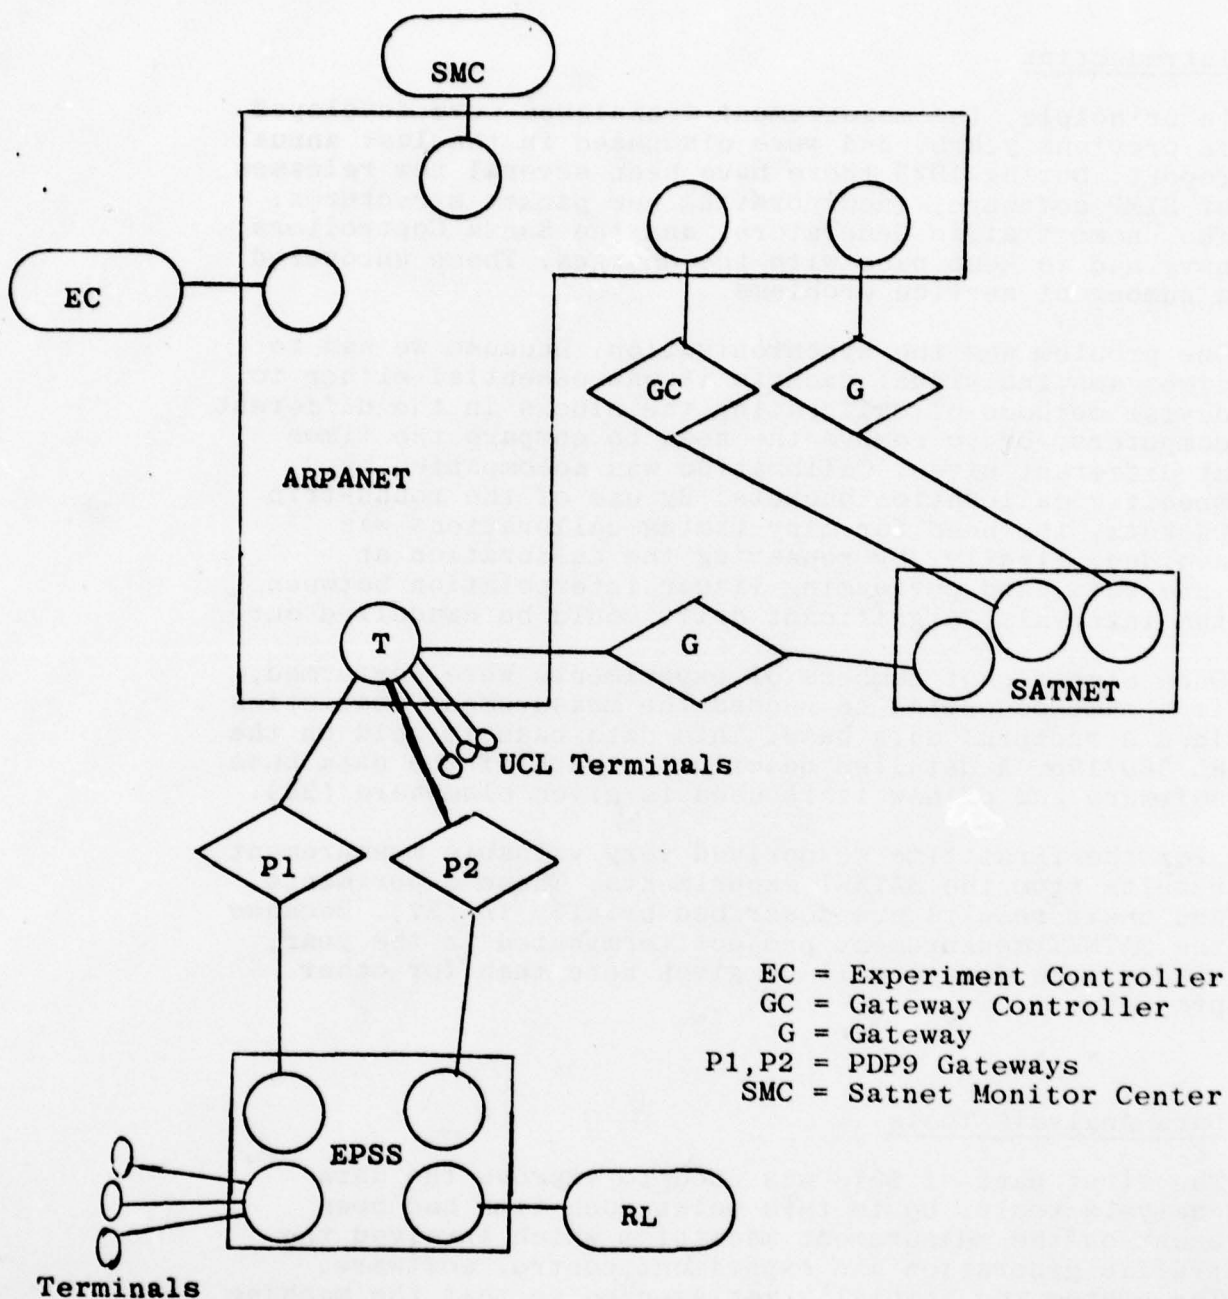 SMC
EC
GC
G
ARPANET
T
G
SATNET
UCL Terminals
P1
P2
EC = Experiment Controller
GC = Gateway Controller
G = Gateway
P1,P2 = PDP9 Gateways
SMC = Satnet Monitor Center
EPSS
RL
Terminals